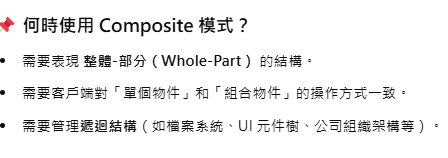 📌 何時使用 Composite 模式？
• 需要表現 整體-部分（Whole-Part） 的結構。
• 需要客戶端對「單個物件」和「組合物件」的操作方式一致。
• 需要管理遞迴結構（如檔案系統、UI 元件樹、公司組織架構等）。